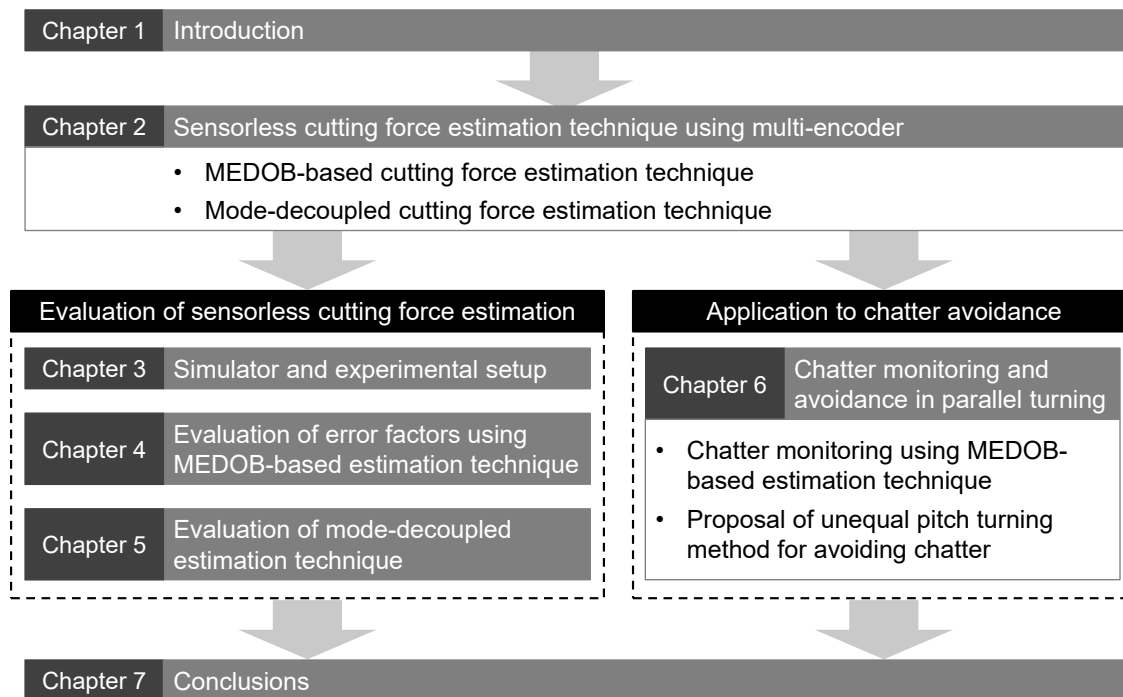 Chapter 1 Introduction
Chapter 2 Sensorless cutting force estimation technique using multi-encoder
• MEDOB-based cutting force estimation technique
• Mode-decoupled cutting force estimation technique
Evaluation of sensorless cutting force estimation
Chapter 3 Simulator and experimental setup
Chapter 4
Evaluation of error factors using
MEDOB-based estimation technique
Chapter 5
Evaluation of mode-decoupled
estimation technique
Application to chatter avoidance
Chapter 6
Chatter monitoring and
avoidance in parallel turning
• Chatter monitoring using MEDOB-
based estimation technique
• Proposal of unequal pitch turning
method for avoiding chatter
Chapter 7 Conclusions